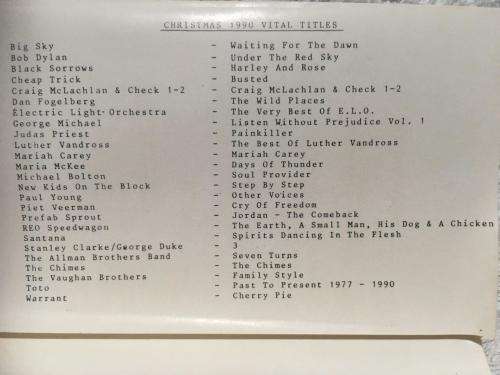 CHRISTMAS 1990 VITAL TITLES
Big Sky - Waiting For The Dawn
Bob Dylan - Under The Red Sky
Black Sorrows - Harley And Rose
Cheap Trick - Busted
Craig McLachlan & Check 1-2 - Craig McLachlan & Check 1-2
Dan Fogelberg - The Wild Places
Electric Light Orchestra - The Very Best Of E.L.O.
George Michael - Listen Without Prejudice Vol. 1
Judas Priest - Painkiller
Luther Vandross - The Best Of Luther Vandross
Mariah Carey - Mariah Carey
Maria McKee - Days Of Thunder
Michael Bolton - Soul Provider
New Kids On The Block - Step By Step
Paul Young - Other Voices
Piet Veerman - Cry Of Freedom
Prefab Sprout - Jordan - The Comeback
REO Speedwagon - The Earth, A Small Man, His Dog & A Chicken
Santana - Spirits Dancing In The Flesh
Stanley Clarke/George Duke - 3
The Allman Brothers Band - Seven Turns
The Chimes - The Chimes
The Vaughan Brothers - Family Style
Toto - Past To Present 1977 - 1990
Warrant - Cherry Pie